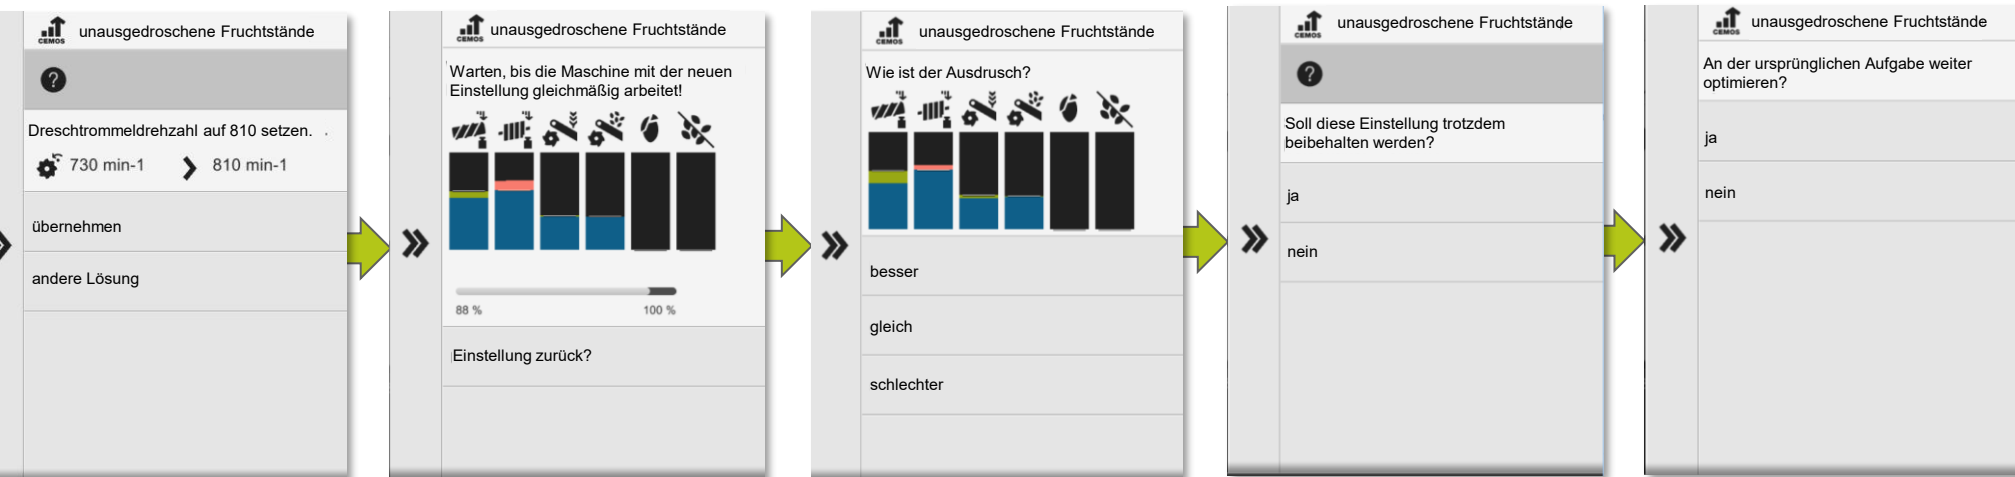 CEMOS
unausgedroschene Fruchtstände
?
Dreschtrommeldrehzahl auf 810 setzen.
730 min-1
810 min-1
übernehmen
andere Lösung
CEMOS
unausgedroschene Fruchtstände
Warten, bis die Maschine mit der neuen
Einstellung gleichmäßig arbeitet!
88 %
100 %
Einstellung zurück?
CEMOS
unausgedroschene Fruchtstände
Wie ist der Ausdrusch?
besser
gleich
schlechter
CEMOS
unausgedroschene Fruchtstände
?
Soll diese Einstellung trotzdem
beibehalten werden?
ja
nein
CEMOS
unausgedroschene Fruchtstände
An der ursprünglichen Aufgabe weiter
optimieren?
ja
nein